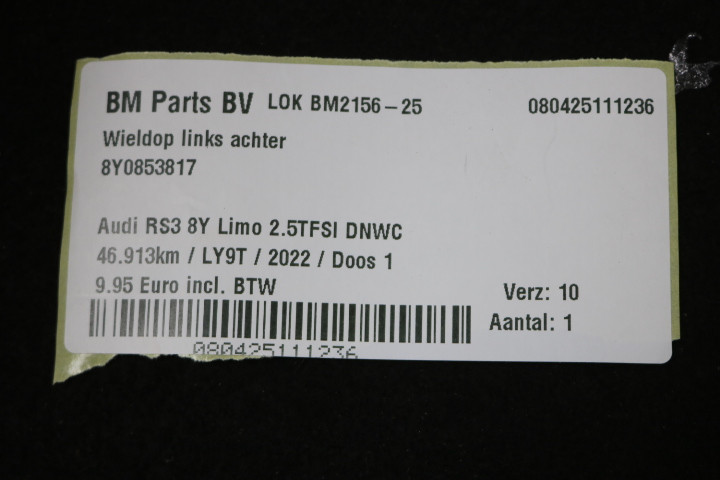 BM Parts BV LOK BM2156-25 080425111236
Wieldop links achter
8Y0853817
Audi RS3 8Y Limo 2.5TFSI DNWC
46.913km / LY9T / 2022 / Doos 1
9.95 Euro incl. BTW
Verz: 10
Aantal: 1
080425111236